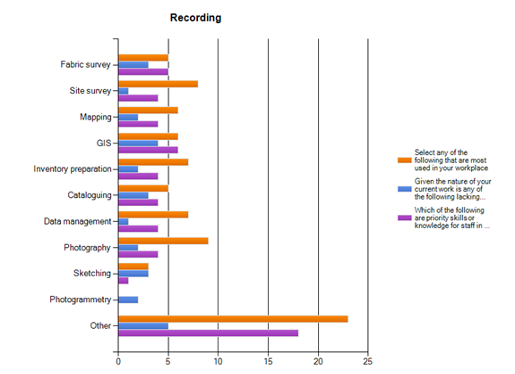 Recording
Fabric survey
Site survey
Mapping
GIS
Inventory preparation
Cataloguing
Data management
Photography
Sketching
Photogrammetry
Other
0 5 10 15 20 25
Select any of the
following that are most
used in your workplace
Given the nature of your
current work is any of
the following lacking...
Which of the following
are priority skills or
knowledge for staff in ...